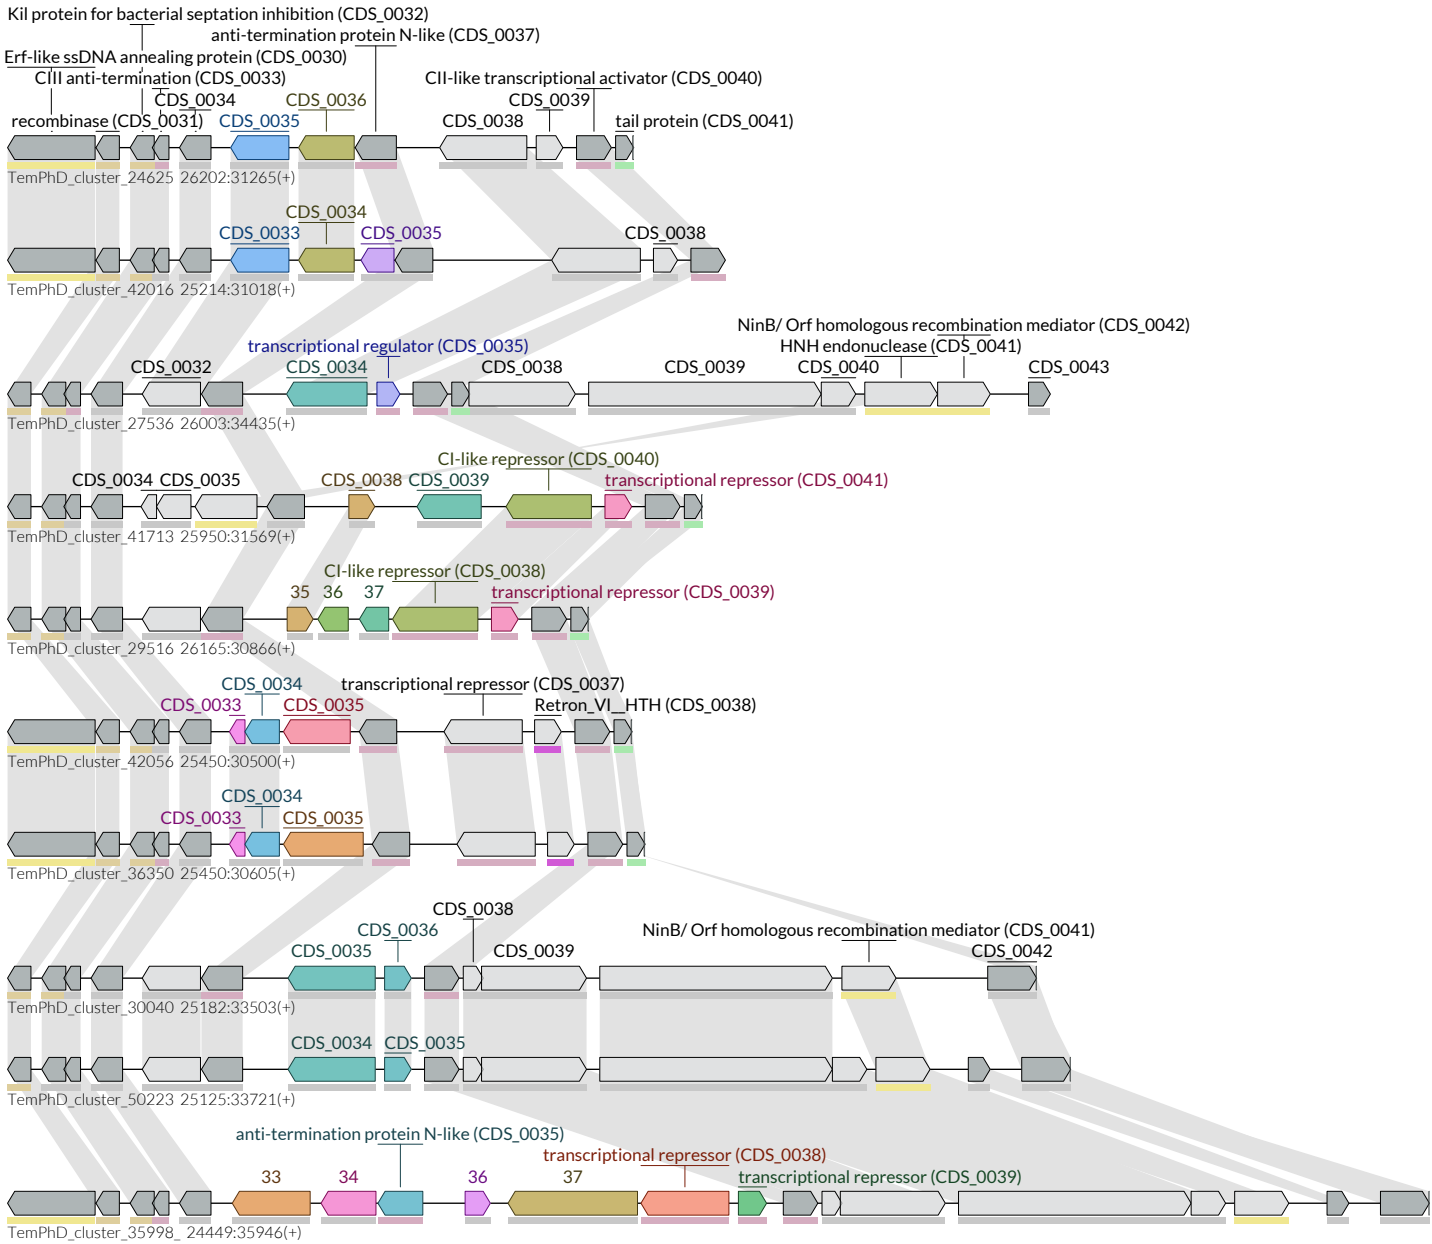 Kil protein for bacterial septation inhibition (CDS_0032)
anti-termination protein N-like (CDS_0037)
Erf-like ssDNA annealing protein (CDS_0030)
CIII anti-termination (CDS_0033)
CII-like transcriptional activator (CDS_0040)
CDS_0034 CDS_0036 CDS_0039
recombinase (CDS_0031) CDS_0035 CDS_0038 tail protein (CDS_0041)
TemPhD_cluster_24625 26202:31265(+)
CDS_0034
CDS_0033 CDS_0035 CDS_0038
TemPhD_cluster_42016 25214:31018(+)
NinB/ Orf homologous recombination mediator (CDS_0042)
transcriptional regulator (CDS_0035) HNH endonuclease (CDS_0041)
CDS_0032 CDS_0034 CDS_0038 CDS_0039 CDS_0040 CDS_0043
TemPhD_cluster_27536 26003:34435(+)
CI-like repressor (CDS_0040)
CDS_0034 CDS_0035 CDS_0038 CDS_0039 transcriptional repressor (CDS_0041)
TemPhD_cluster_41713 25950:31569(+)
CI-like repressor (CDS_0038)
35 36 37 transcriptional repressor (CDS_0039)
TemPhD_cluster_29516 26165:30866(+)
CDS_0034 transcriptional repressor (CDS_0037)
CDS_0033 CDS_0035 Retron_VI__HTH (CDS_0038)
TemPhD_cluster_42056 25450:30500(+)
CDS_0034
CDS_0033 CDS_0035
TemPhD_cluster_36350 25450:30605(+)
CDS_0038
CDS_0036 NinB/ Orf homologous recombination mediator (CDS_0041)
CDS_0035 CDS_0039 CDS_0042
TemPhD_cluster_30040 25182:33503(+)
CDS_0034 CDS_0035
TemPhD_cluster_50223 25125:33721(+)
anti-termination protein N-like (CDS_0035)
transcriptional repressor (CDS_0038)
33 34 36 37 transcriptional repressor (CDS_0039)
TemPhD_cluster_35998_ 24449:35946(+)